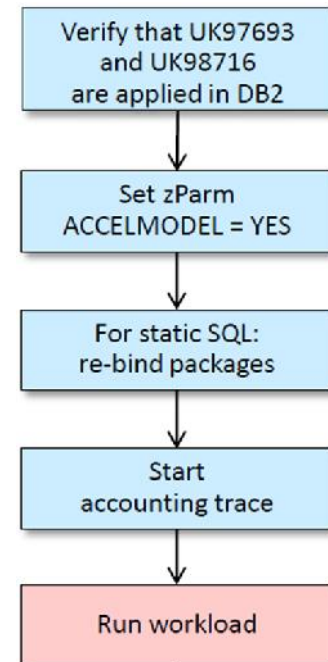 Verify that UK97693
and UK98716
are applied in DB2
Set zParm
ACCELMODEL = YES
For static SQL:
re-bind packages
Start
accounting trace
Run workload